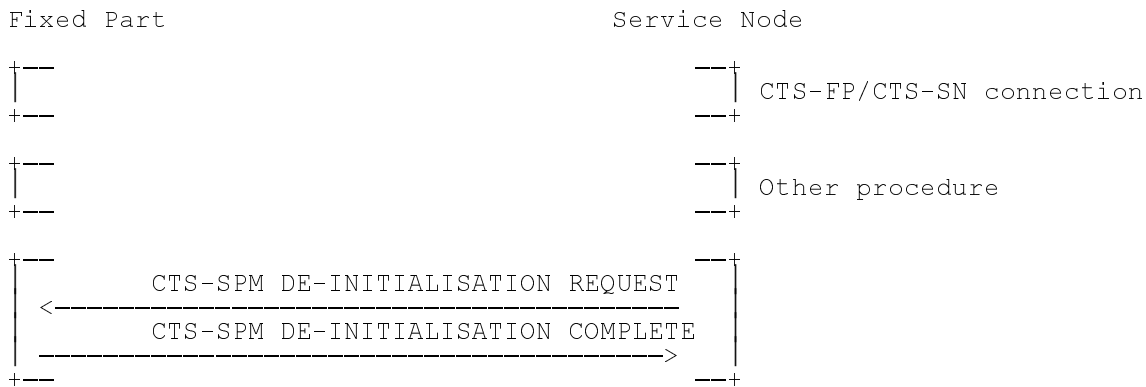 Fixed Part Service Node
CTS-FP/CTS-SN connection
Other procedure
CTS-SPM DE-INITIALISATION REQUEST
CTS-SPM DE-INITIALISATION COMPLETE